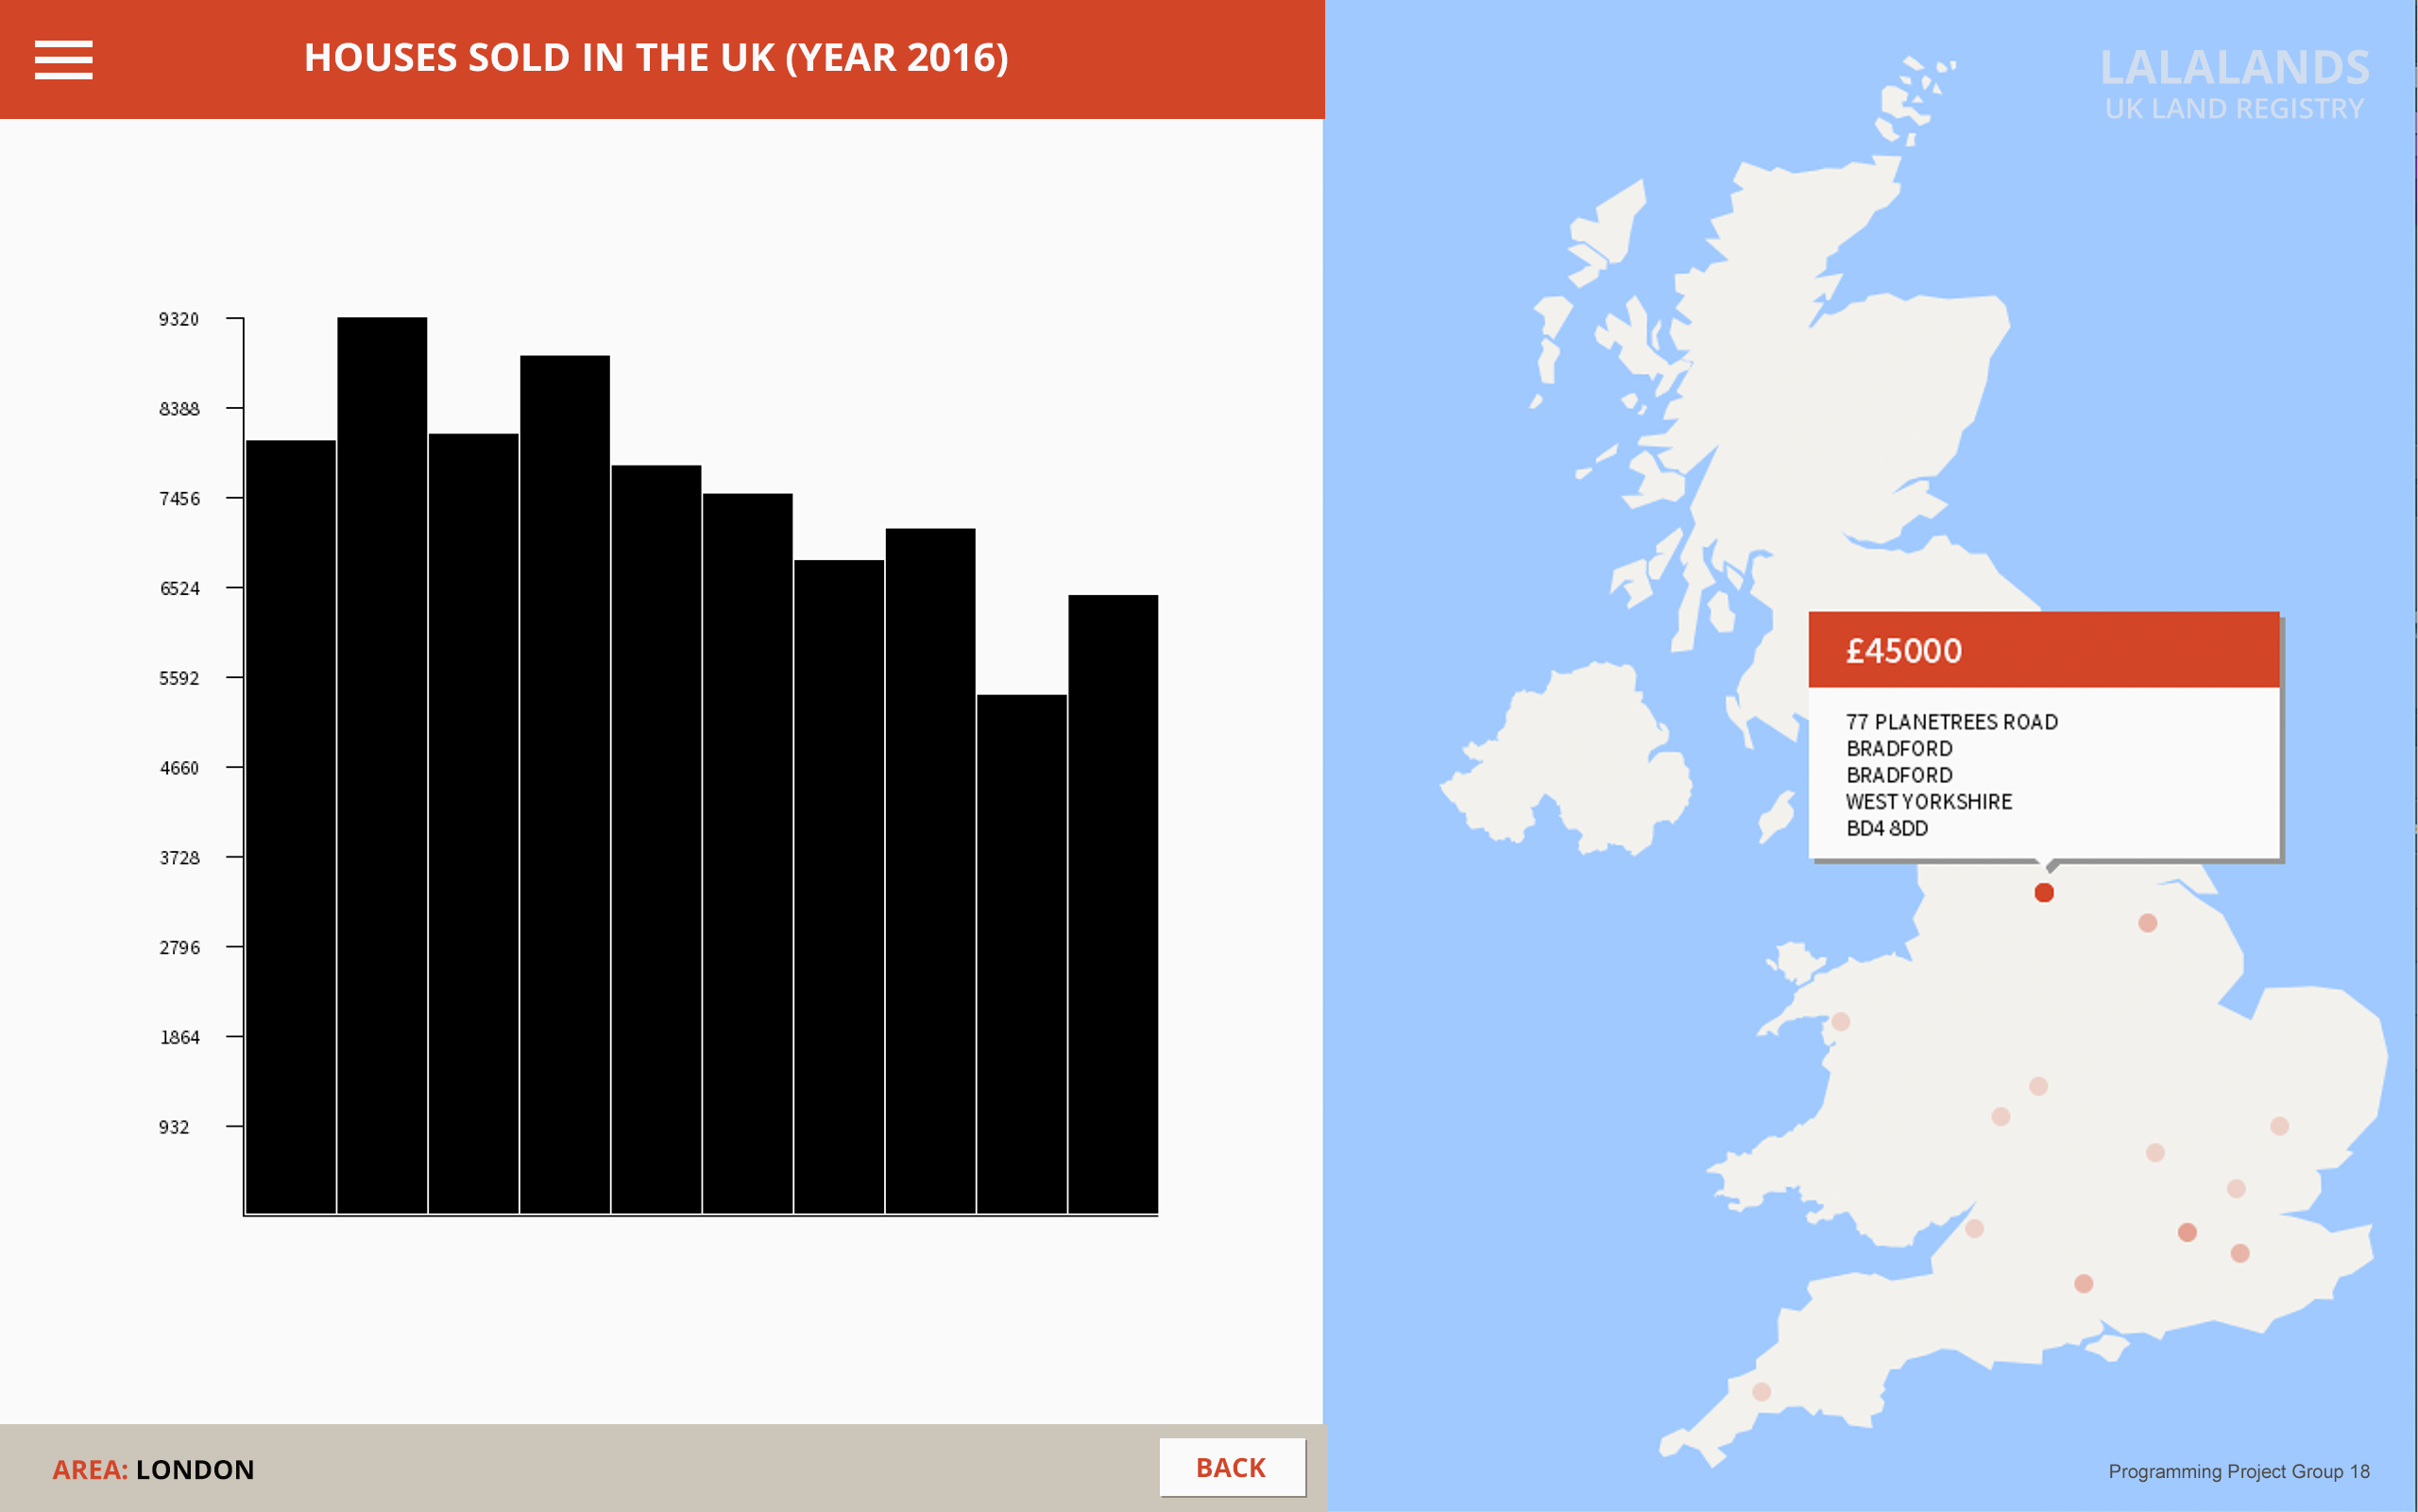 HOUSES SOLD IN THE UK (YEAR 2016)
9320
8388
7456
6524
5592
4660
3728
2796
1864
932
AREA: LONDON
BACK
LALALANDS
UK LAND REGISTRY
£45000
77 PLANETREES ROAD
BRADFORD
BRADFORD
WEST YORKSHIRE
BD4 8DD
Programming Project Group 18